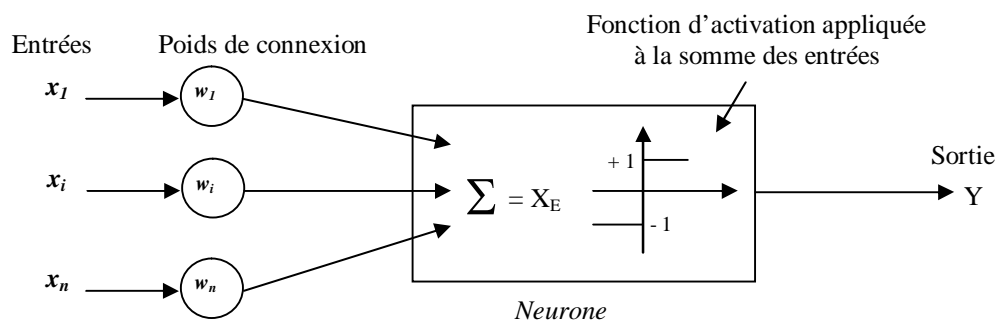 Fonction d’activation appliquée
à la somme des entrées
Entrées
Poids de connexion
x1
w1
xi
wi
xn
wn
∑ = XE
+ 1
- 1
Sortie
Y
Neurone